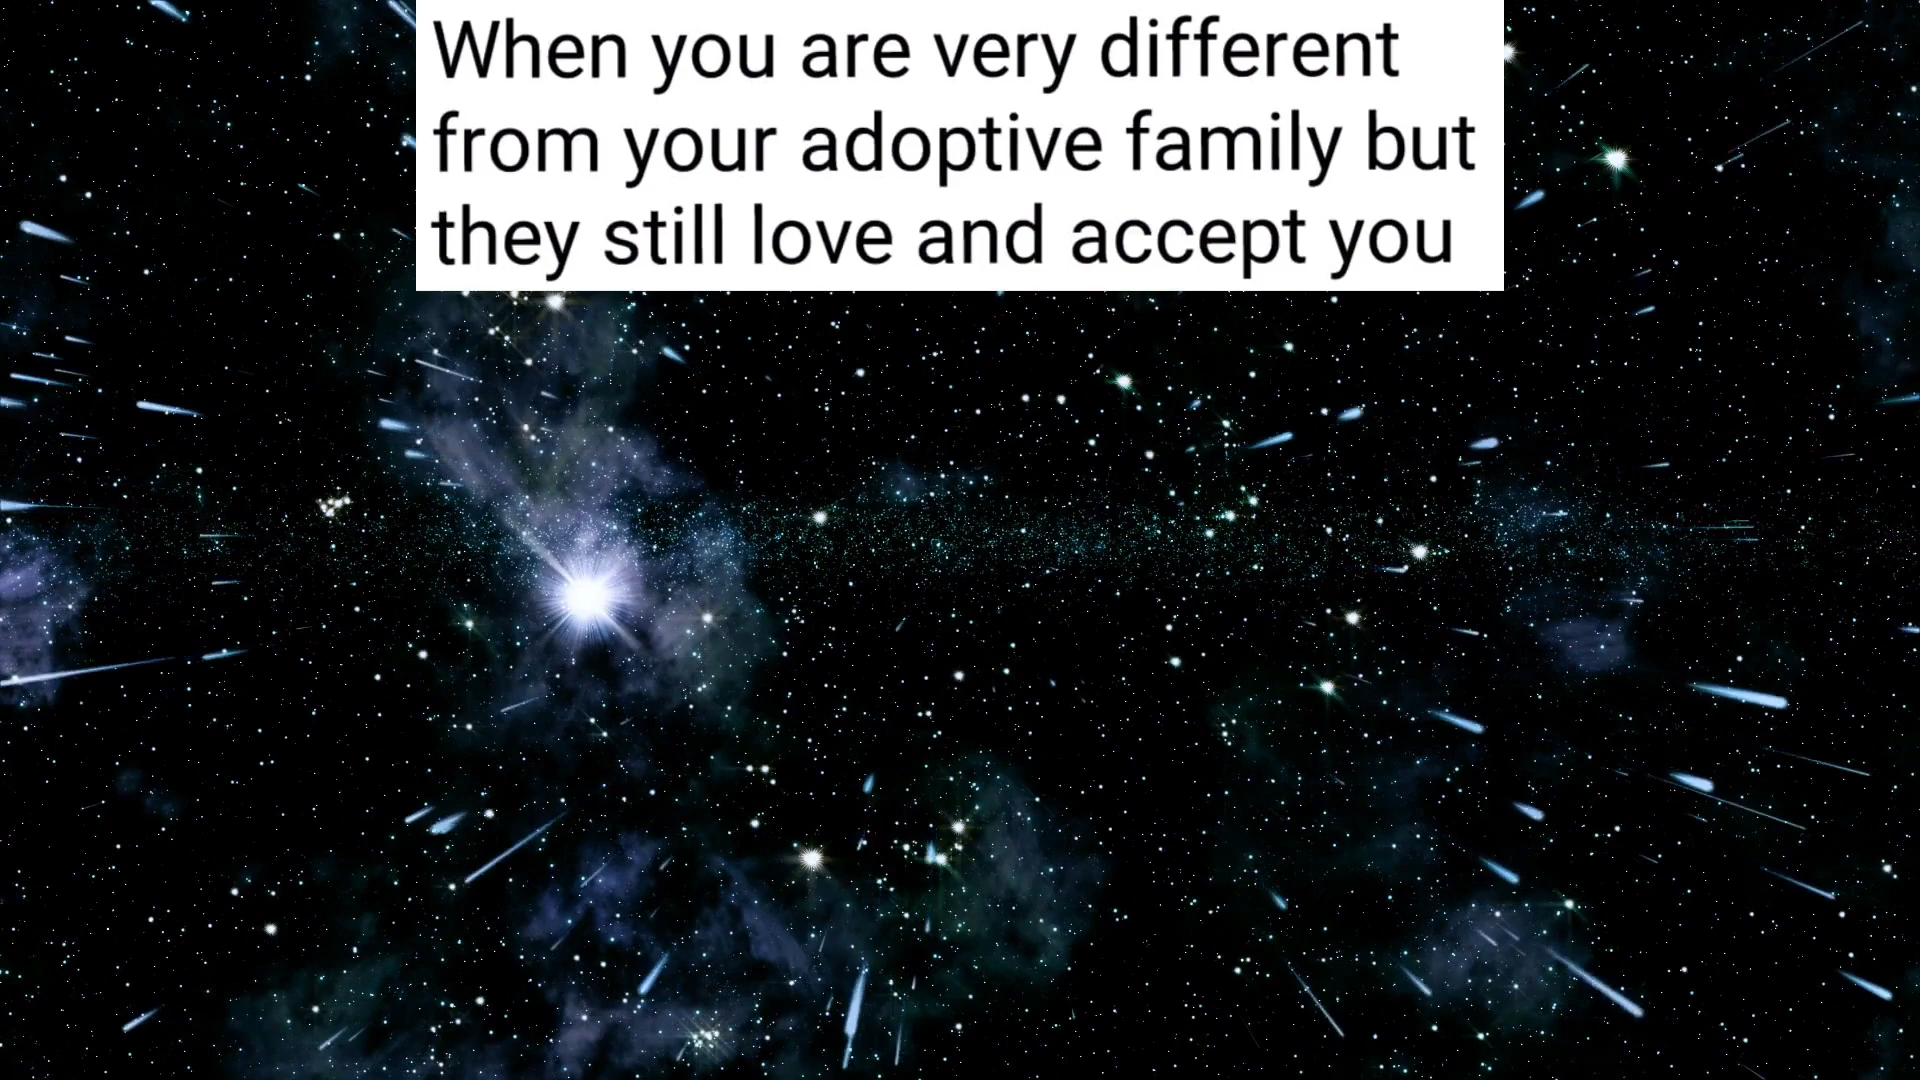 When you are very different
from your adoptive family but
they still love and accept you